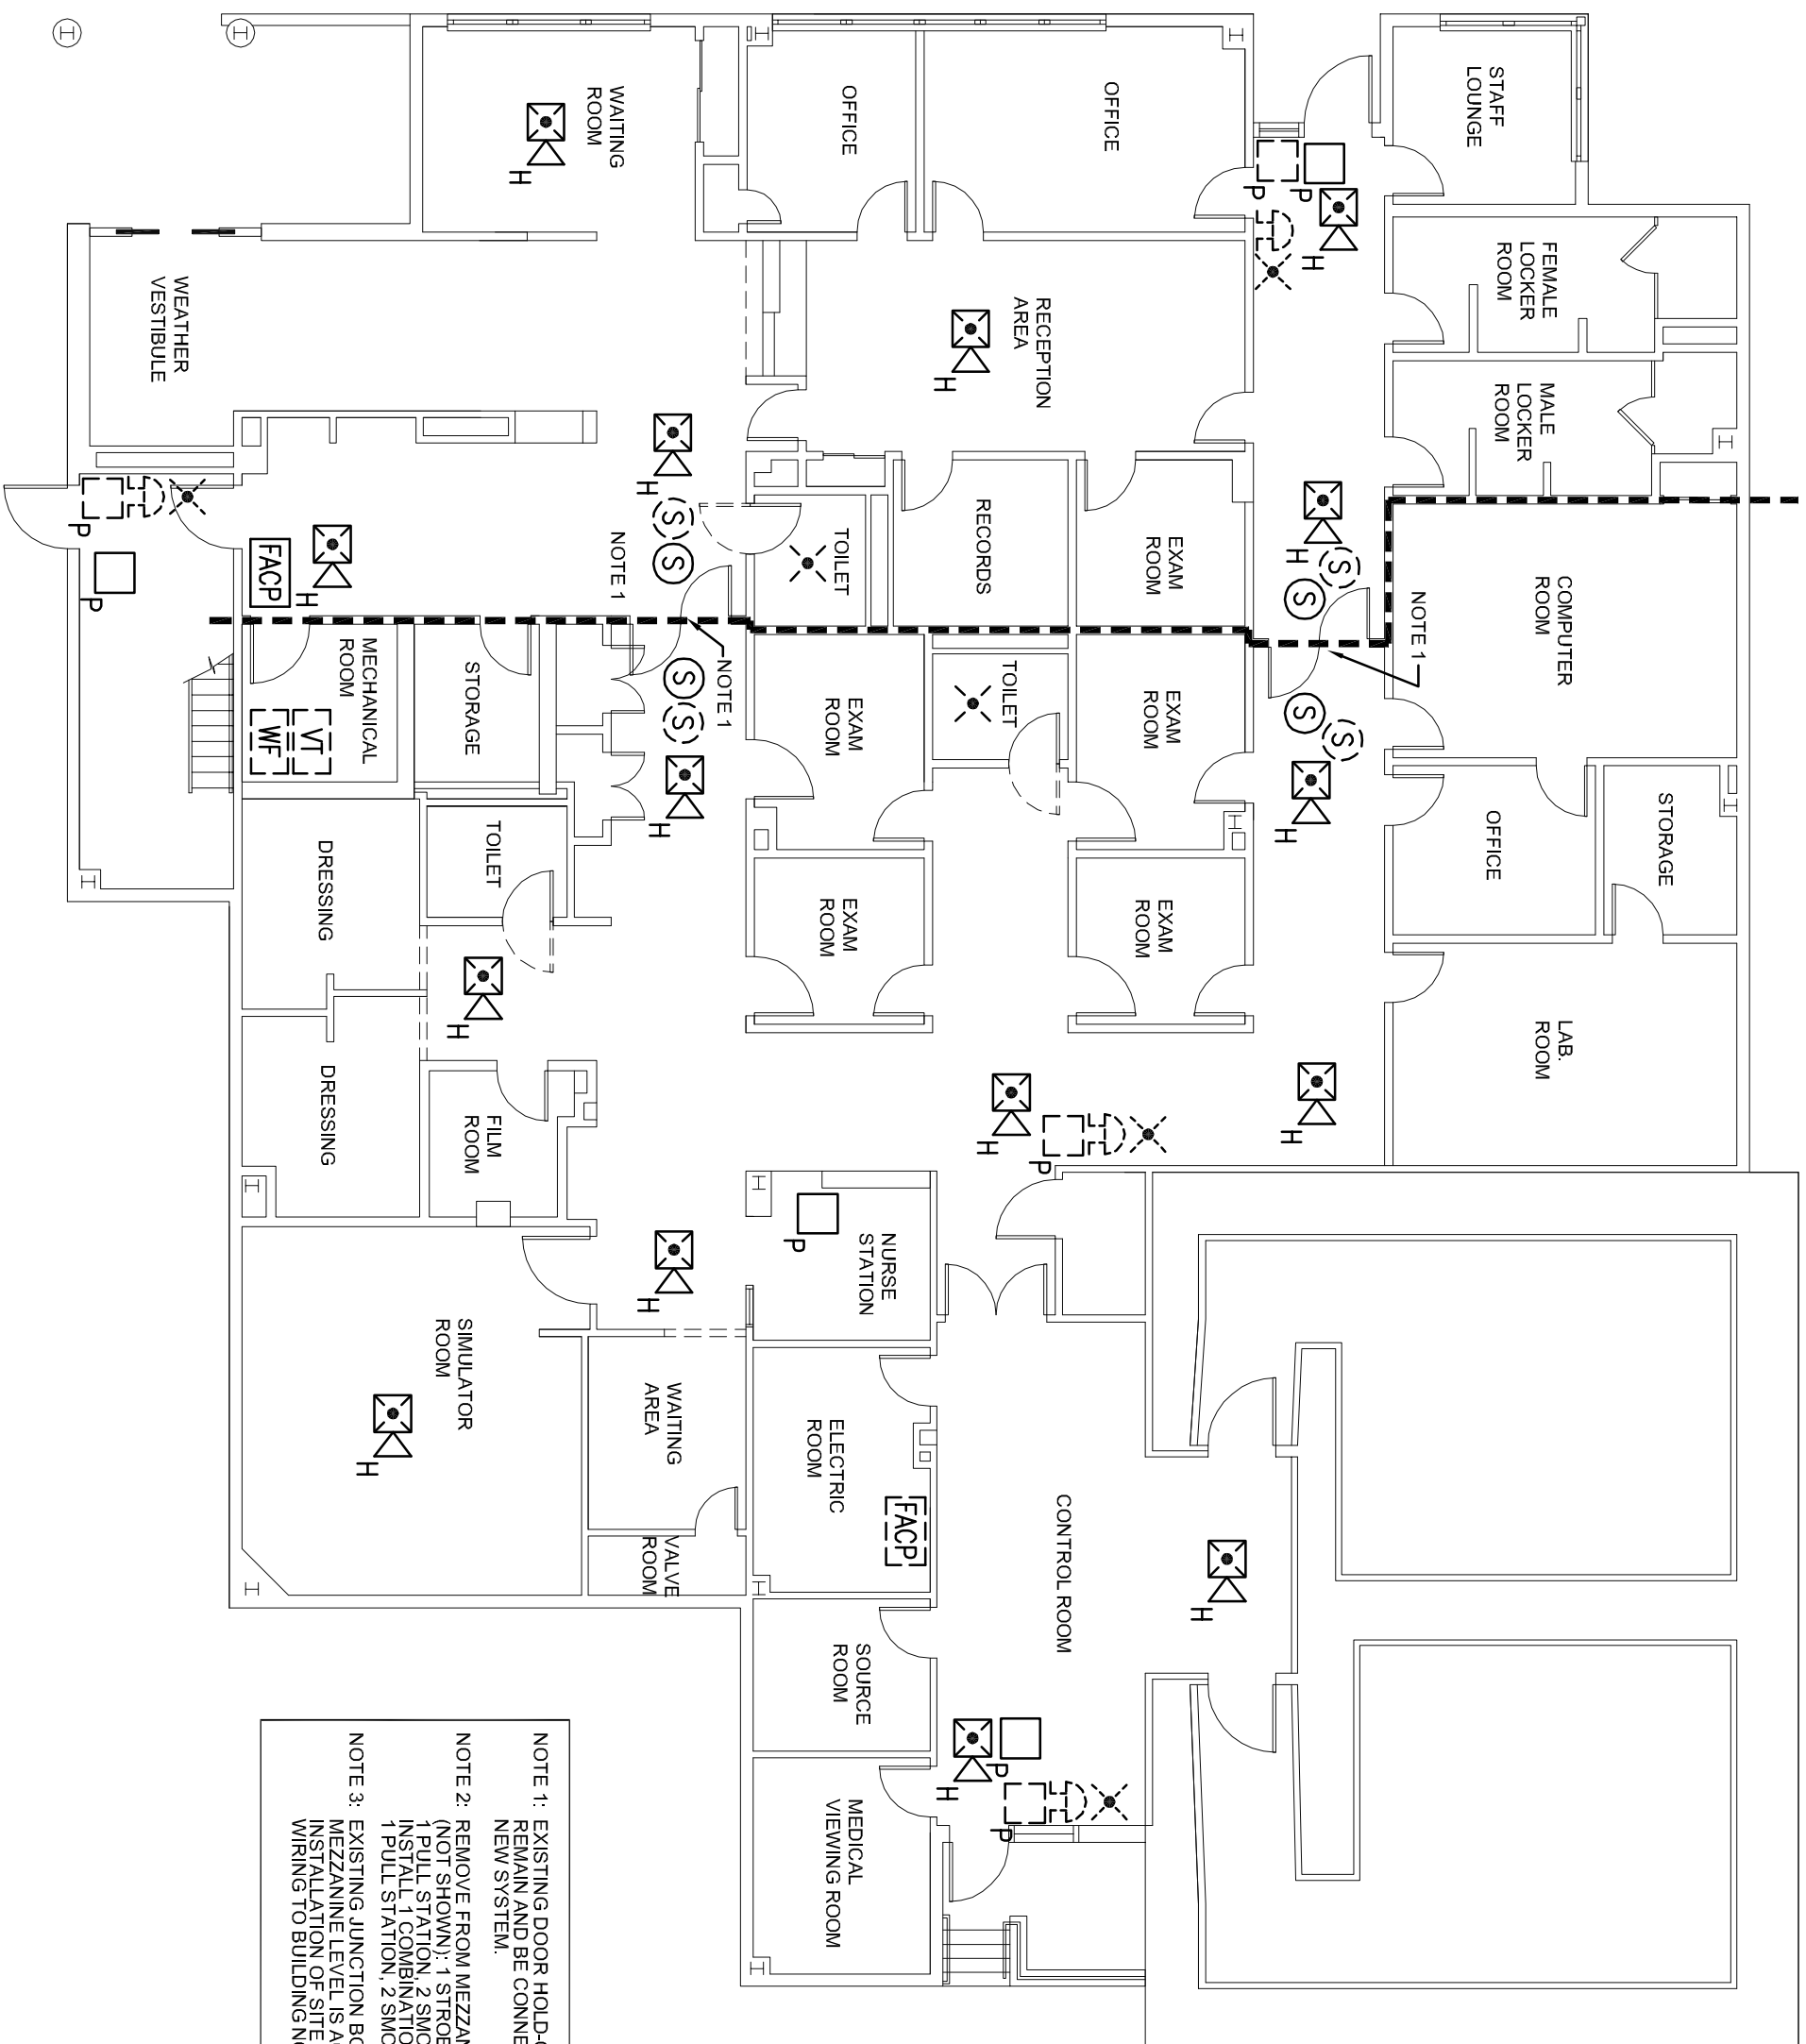 STAFF
LOUNGE
FEMALE
LOCKER
ROOM
MALE
LOCKER
ROOM
COMPUTER
ROOM
STORAGE
OFFICE
LAB.
ROOM
NOTE 1
P
P
H
H
S
S
S
S
H
H
OFFICE
OFFICE
RECEPTION
AREA
H
EXAM
ROOM
RECORDS
TOILET
EXAM
ROOM
TOILET
EXAM
ROOM
EXAM
ROOM
EXAM
ROOM
H
P
NURSE
STATION
P
CONTROL ROOM
H
ELECTRIC
ROOM
FACP
SOURCE
ROOM
MEDICAL
VIEWING ROOM
H
P
P
WAITING
ROOM
H
H
S
S
NOTE 1
NOTE 1
S
S
H
H
WAITING
AREA
VALVE
ROOM
STORAGE
TOILET
H
FILM
ROOM
SIMULATOR
ROOM
H
WEATHER
VESTIBULE
H
FACP
MECHANICAL
ROOM
VT
WF
DRESSING
DRESSING
P
P
NOTE 1: EXISTING DOOR HOLD-O
REMAIN AND BE CONNE
NEW SYSTEM.
NOTE 2: REMOVE FROM MEZZAN
(NOT SHOWN): 1 STROB
1 PULL STATION, 2 SMO
INSTALL 1 COMBINATIO
1 PULL STATION, 2 SMO
NOTE 3: EXISTING JUNCTION BO
MEZZANINE LEVEL IS A
INSTALLATION OF SITE
WIRING TO BUILDING NO